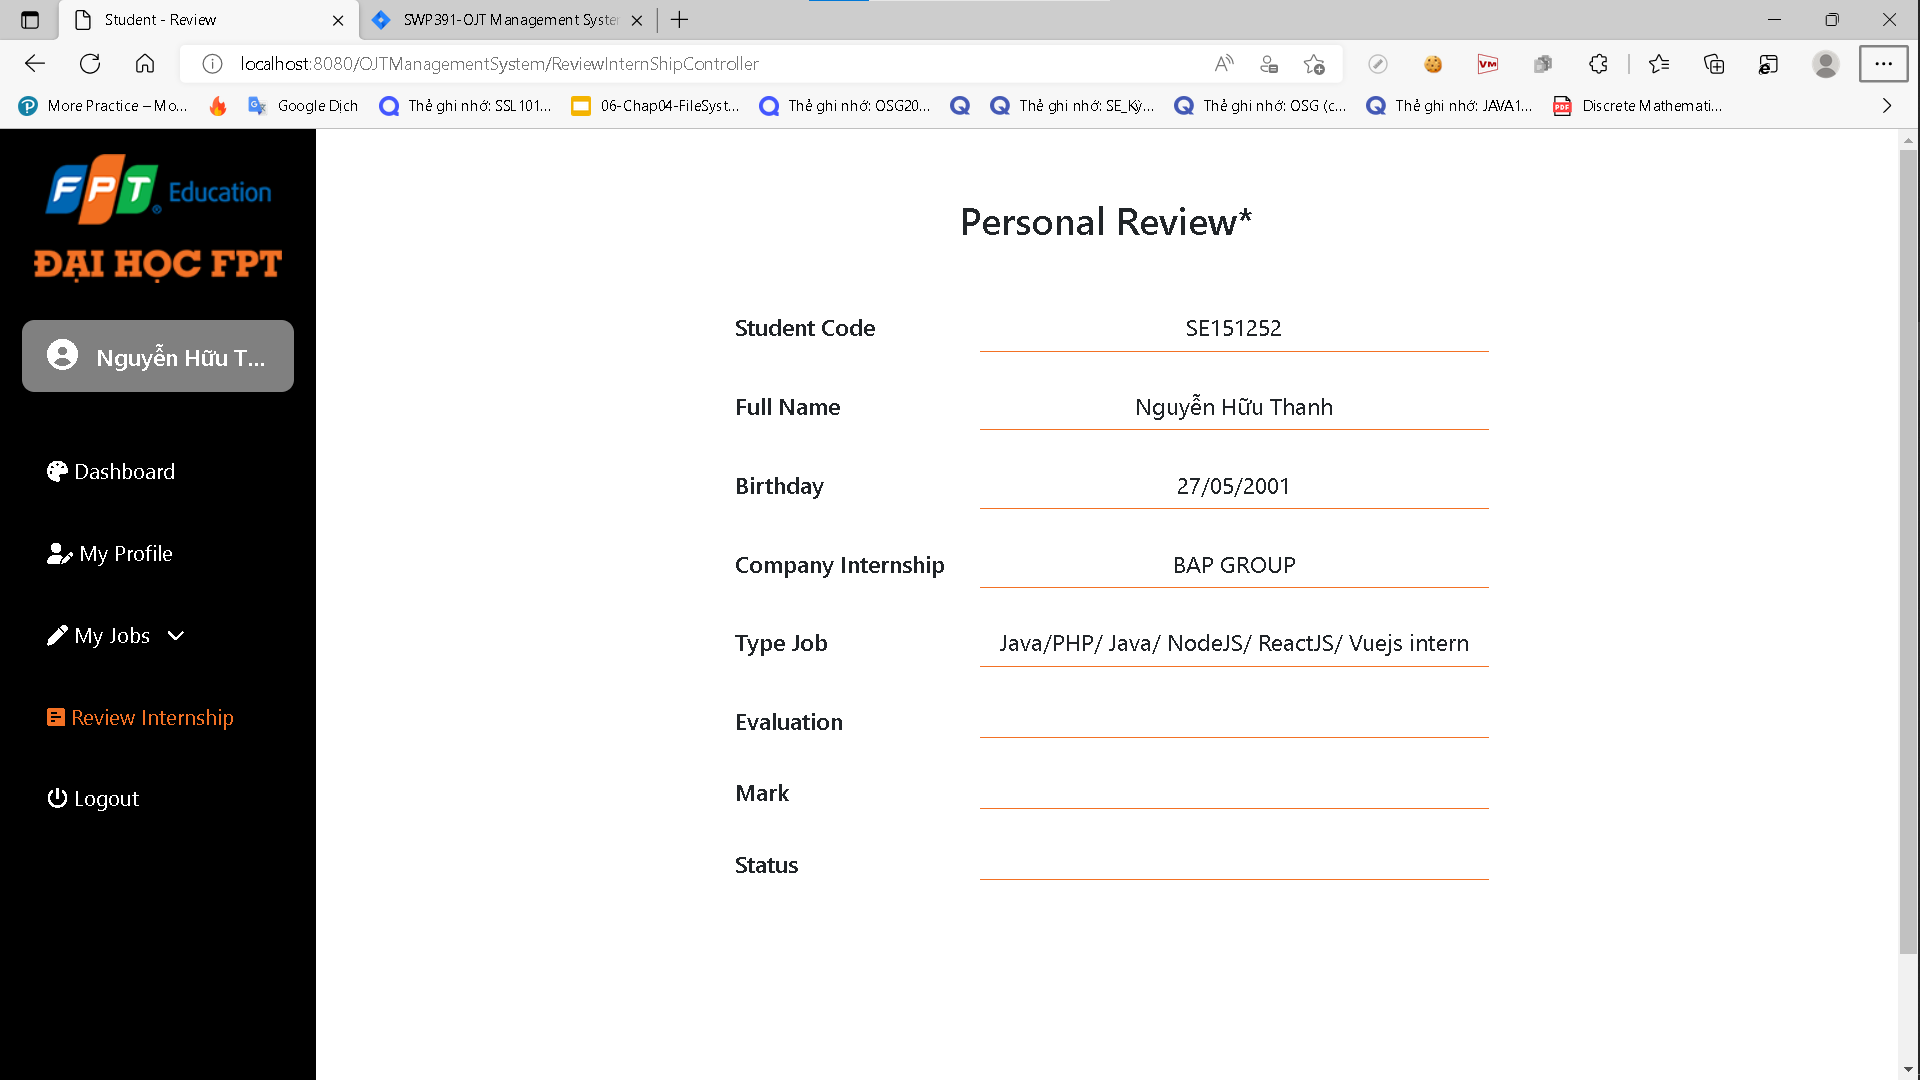 Student - Review
SWP391-OJT Management Syste
localhost:8080/OJTManagementSystem/ReviewInternShipController
More Practice – Mo...
Google Dịch
Thẻ ghi nhớ: SSL101...
06-Chap04-FileSyst...
Thẻ ghi nhớ: OSG20...
Thẻ ghi nhớ: SE_Kỳ...
Thẻ ghi nhớ: OSG (c...
Thẻ ghi nhớ: JAVA1...
Discrete Mathemati...
FPT Education
ĐẠI HỌC FPT
Nguyễn Hữu T...
Dashboard
My Profile
My Jobs
Review Internship
Logout
Personal Review*
Student Code SE151252
Full Name Nguyễn Hữu Thanh
Birthday 27/05/2001
Company Internship BAP GROUP
Type Job Java/PHP/ Java/ NodeJS/ ReactJS/ Vuejs intern
Evaluation
Mark
Status